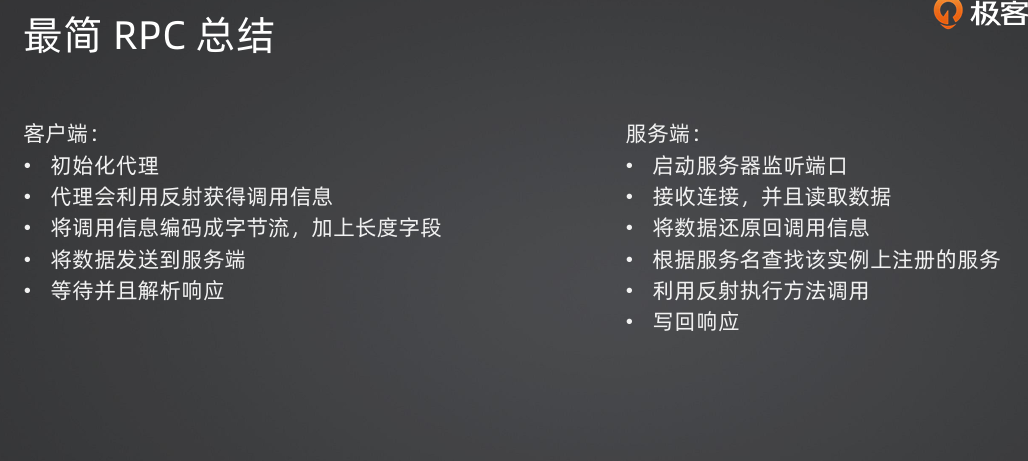 最简 RPC 总结
极客
客户端：
• 初始化代理
• 代理会利用反射获得调用信息
• 将调用信息编码成字节流，加上长度字段
• 将数据发送到服务端
• 等待并且解析响应
服务端：
• 启动服务器监听端口
• 接收连接，并且读取数据
• 将数据还原回调用信息
• 根据服务名查找该实例上注册的服务
• 利用反射执行方法调用
• 写回响应